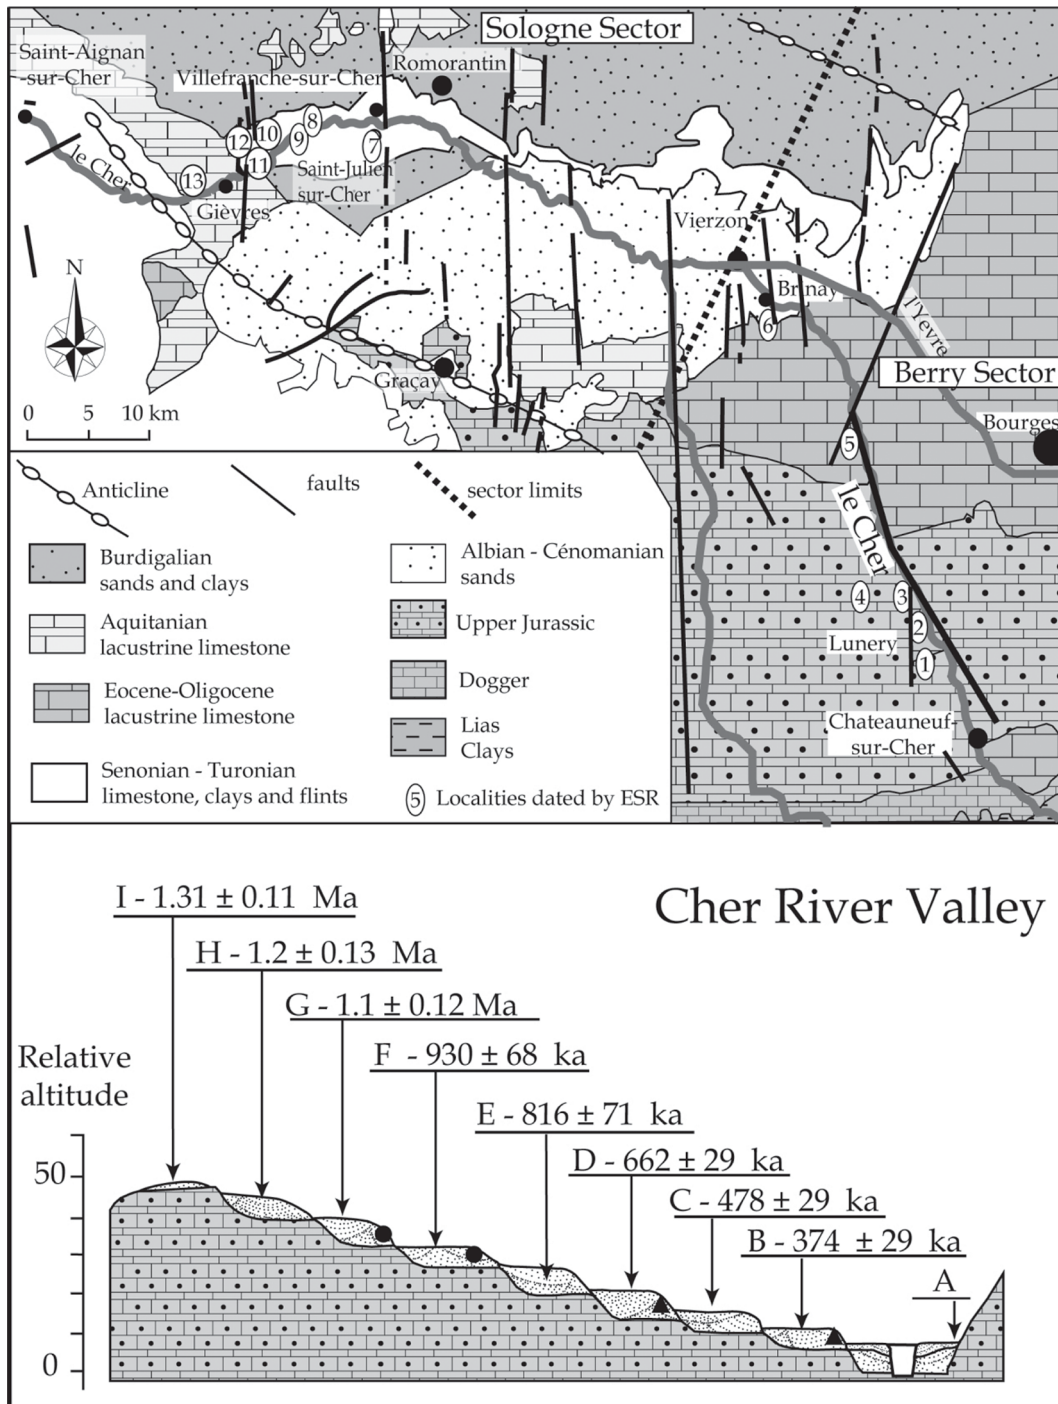 Sologne Sector
Saint-Aignan
-sur-Cher
Villefranche-sur-Cher
Romorantin
le Cher
12
10
8
9
7
11
13
Saint-Julien
sur-Cher
Gièvres
Vierzon
Brinay
6
l'Yevre
N
Graçay
Berry Sector
0 5 10 km
Bourges
5
le Cher
4
3
2
Lunery
1
Chateauneuf-
sur-Cher
Anticline
faults
sector limits
Burdigalian
sands and clays
Albian - Cénomanian
sands
Aquitanian
lacustrine limestone
Upper Jurassic
Eocene-Oligocene
lacustrine limestone
Dogger
Lias
Clays
Senonian - Turonian
limestone, clays and flints
5 Localities dated by ESR
Cher River Valley
I - 1.31 ± 0.11 Ma
H - 1.2 ± 0.13 Ma
G - 1.1 ± 0.12 Ma
F - 930 ± 68 ka
E - 816 ± 71 ka
D - 662 ± 29 ka
C - 478 ± 29 ka
B - 374 ± 29 ka
A
Relative
altitude
50
0